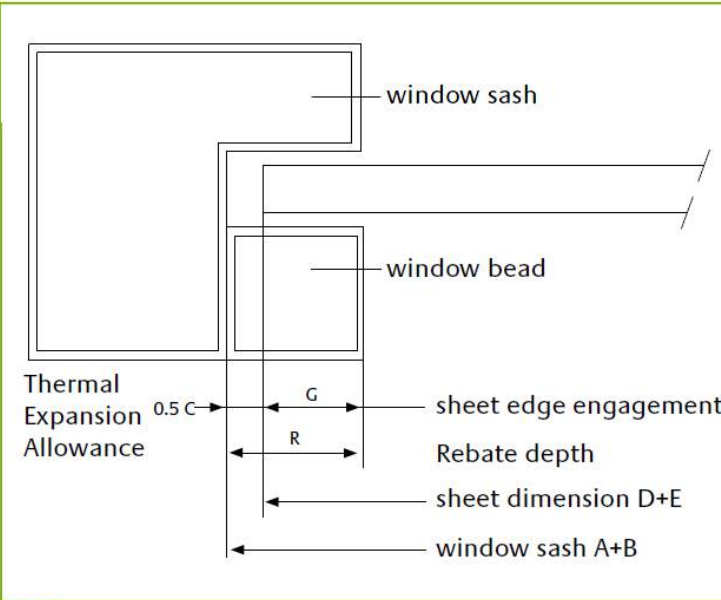 window sash
window bead
Thermal
Expansion
Allowance
0.5 C
G
sheet edge engagement
R
Rebate depth
sheet dimension D+E
window sash A+B